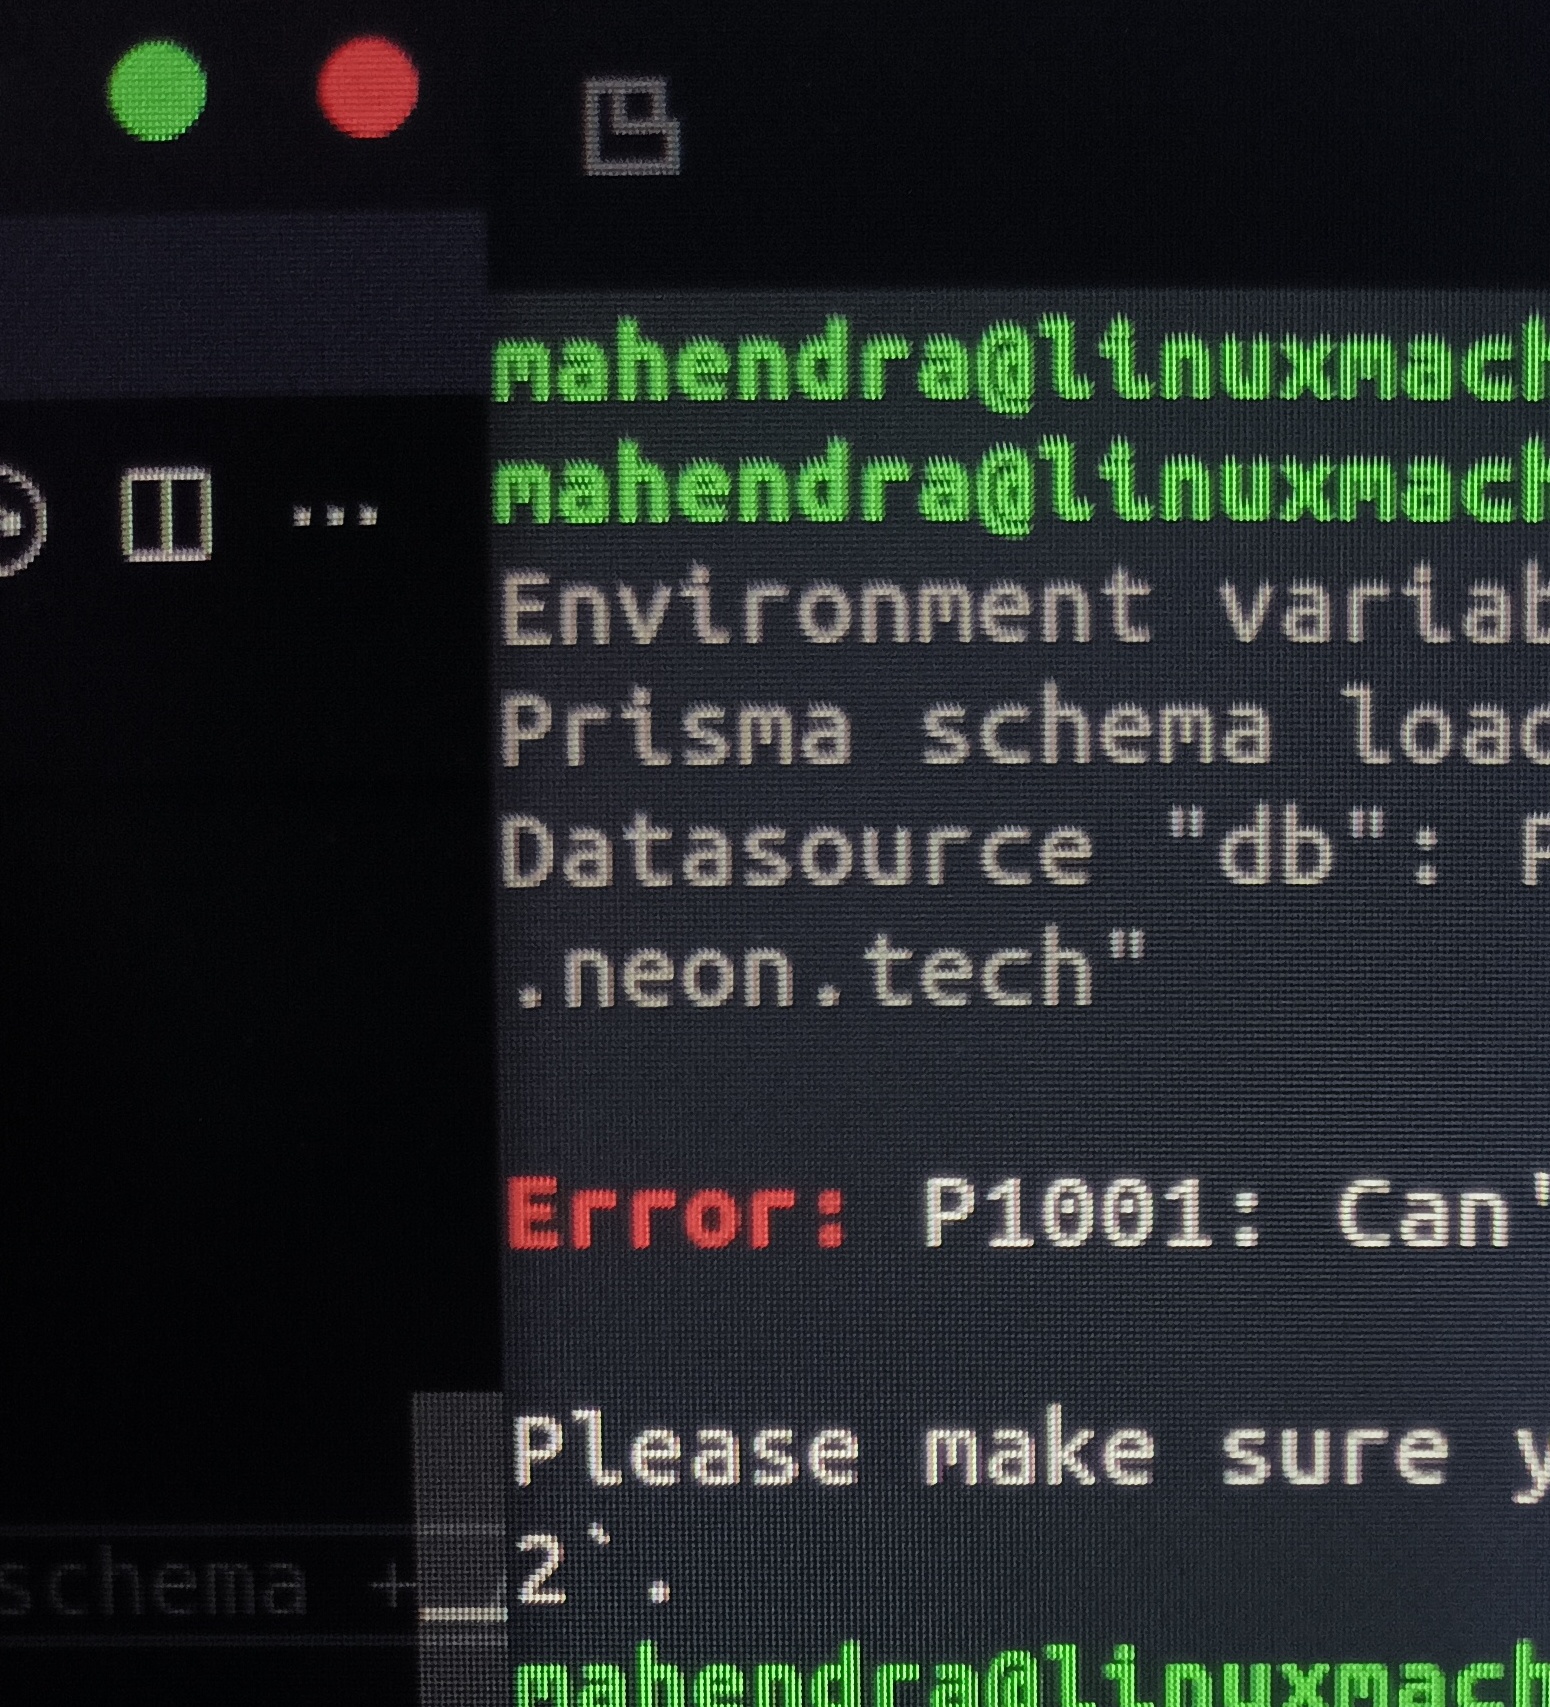 mahendra@linuxmach
mahendra@linuxmach
Environment variab
Prisma schema load
Datasource "db": P
.neon.tech"
Error: P1001: Can'
Please make sure y
2`.
schema +
mahendra@linuxmach